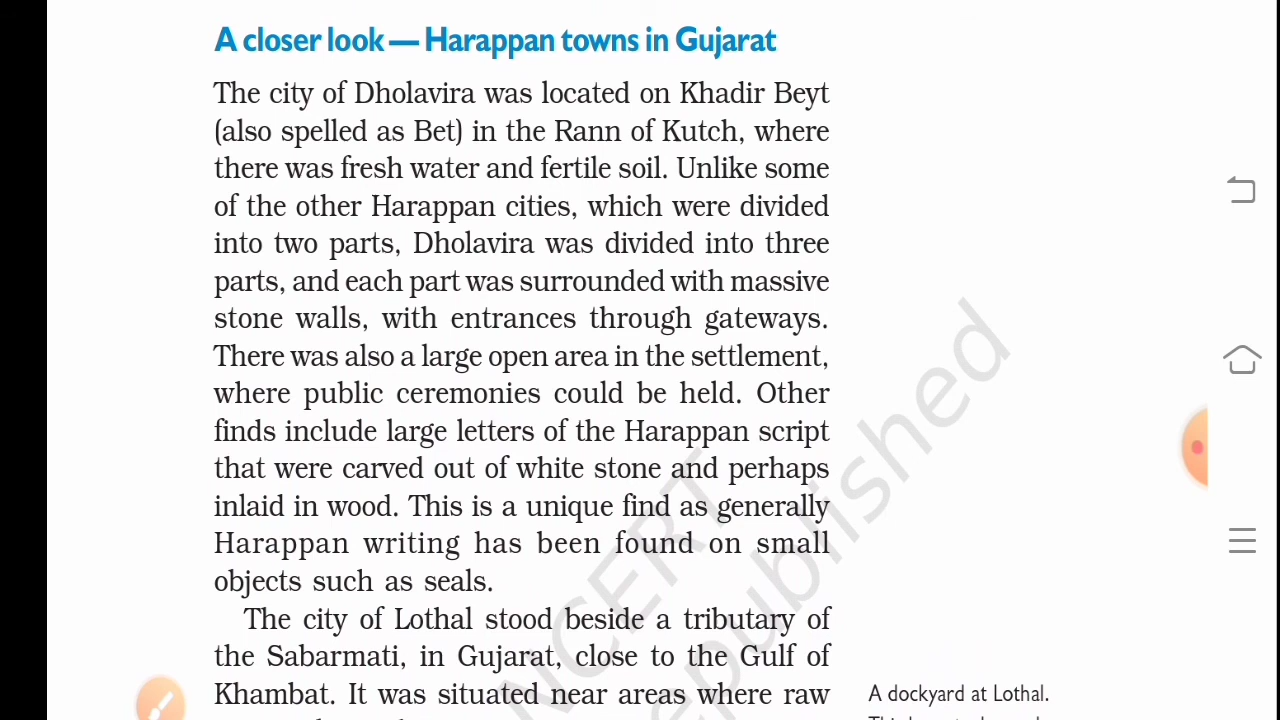 A closer look — Harappan towns in Gujarat
The city of Dholavira was located on Khadir Beyt
(also spelled as Bet) in the Rann of Kutch, where
there was fresh water and fertile soil. Unlike some
of the other Harappan cities, which were divided
into two parts, Dholavira was divided into three
parts, and each part was surrounded with massive
stone walls, with entrances through gateways.
There was also a large open area in the settlement,
where public ceremonies could be held. Other
finds include large letters of the Harappan script
that were carved out of white stone and perhaps
inlaid in wood. This is a unique find as generally
Harappan writing has been found on small
objects such as seals.
The city of Lothal stood beside a tributary of
the Sabarmati, in Gujarat, close to the Gulf of
Khambat. It was situated near areas where raw
A dockyard at Lothal.
NCERT
republished